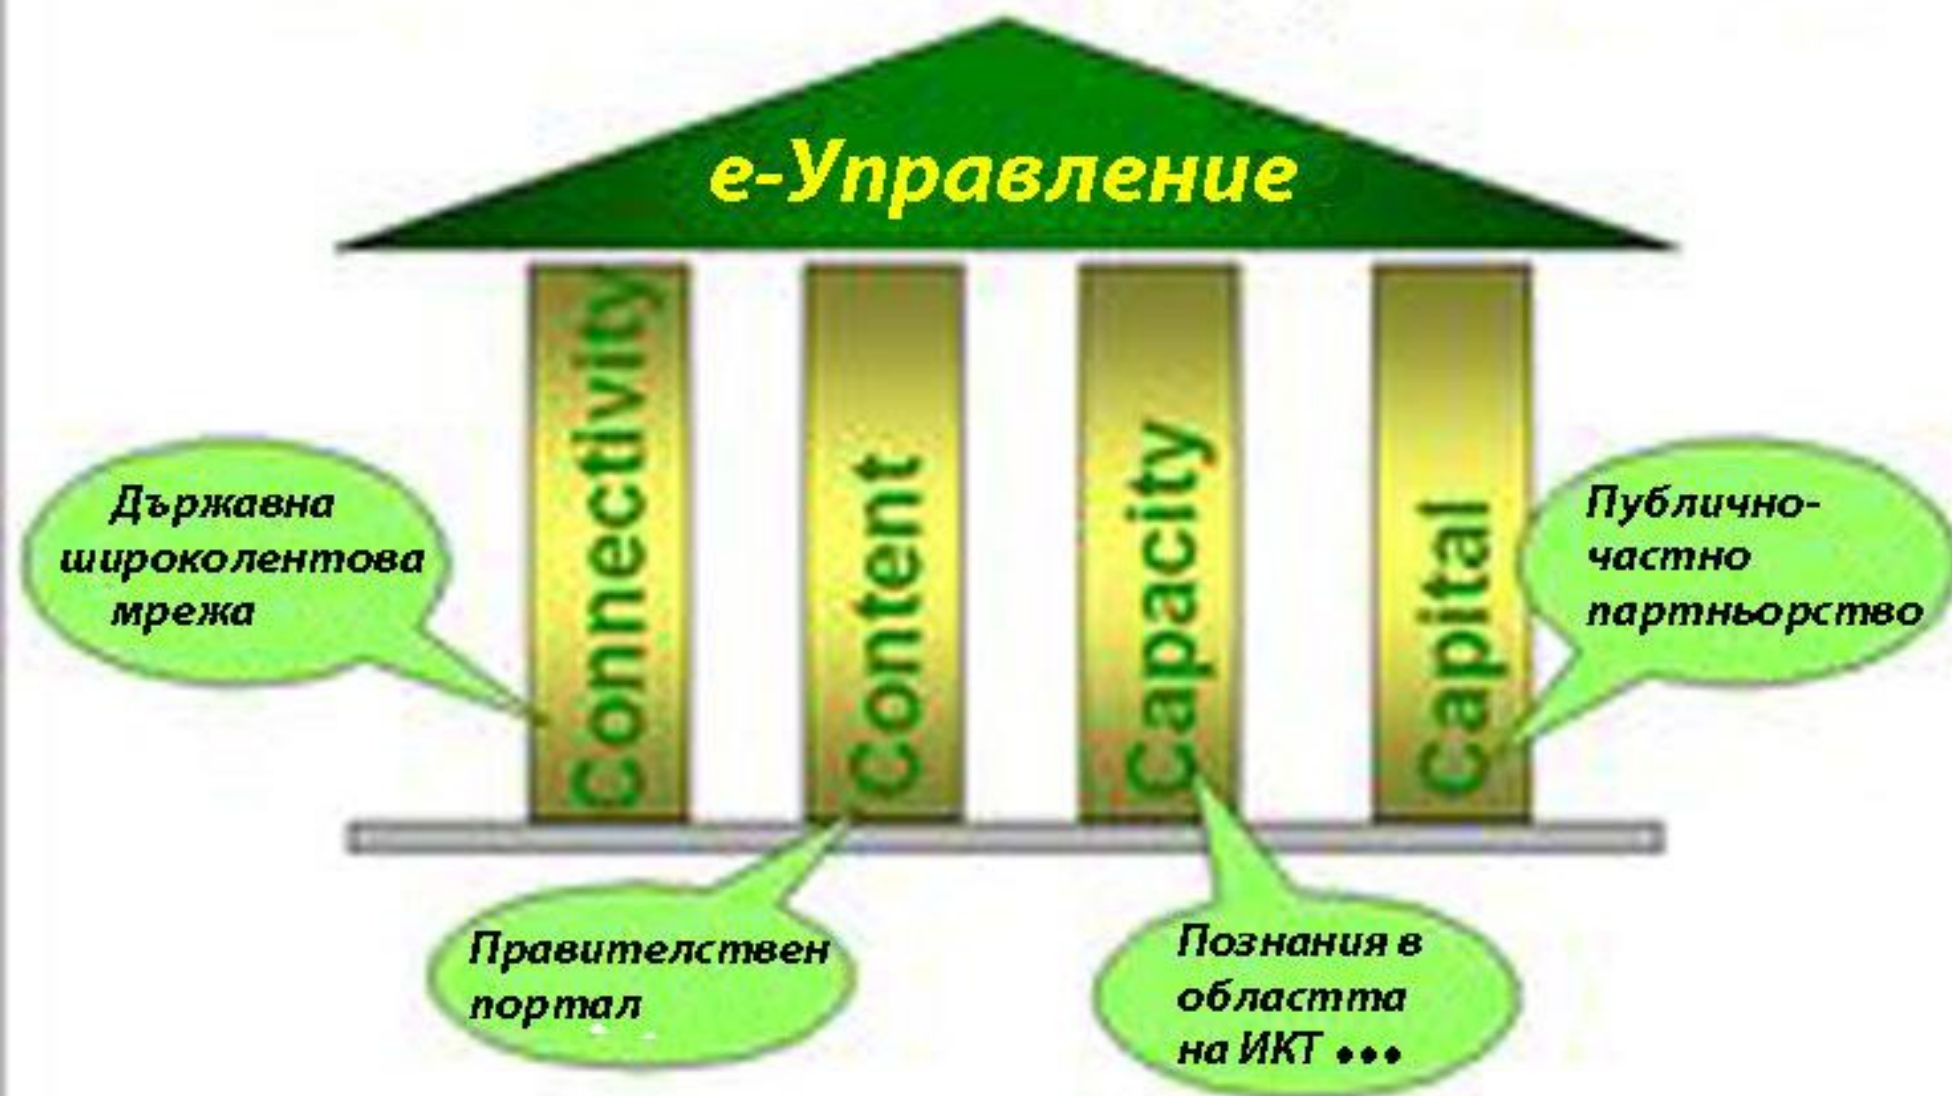 е-Управление
Connectivity
Content
Capacity
Capital
Държавна
широколентова
мрежа
Публично-
частно
партньорство
Правителствен
портал
Познания в
областта
на ИКТ •••